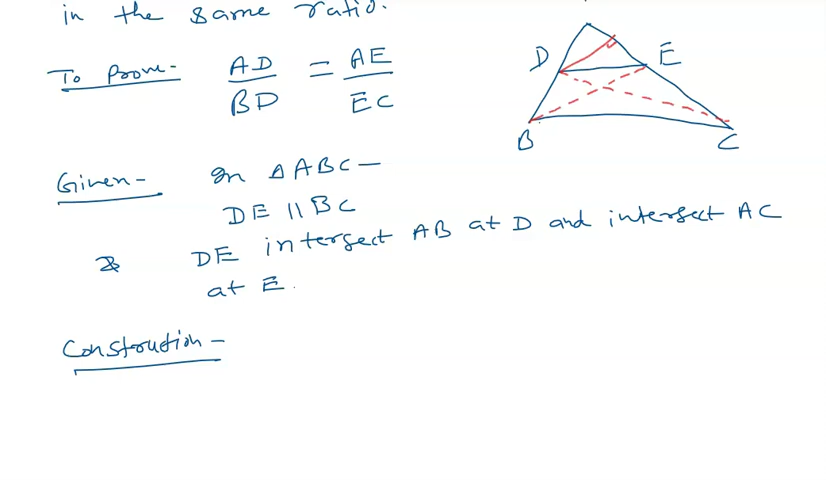 in the same ratio.
To Prove- AD/BD = AE/EC
D
E
B
C
Given- In ΔABC—
DE || BC
& DE intersect AB at D and intersect AC
at E.
Constrution-